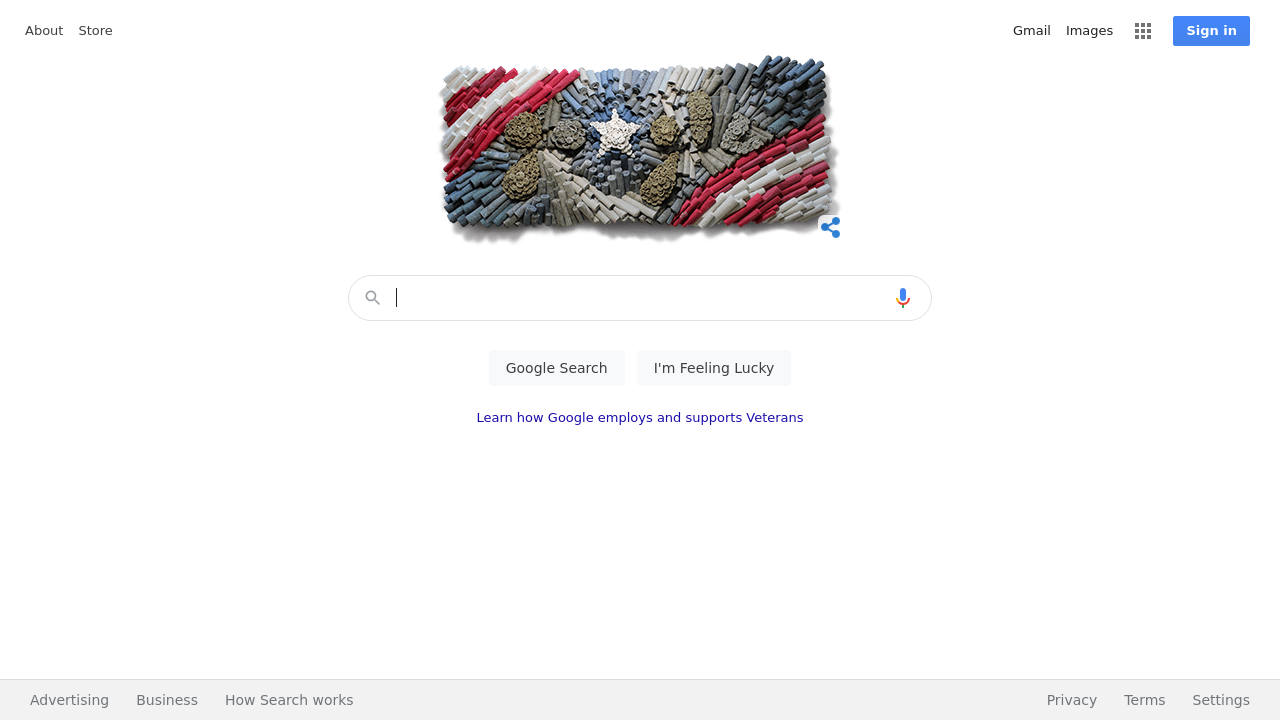 About Store Gmail Images Sign in
Google Search I'm Feeling Lucky
Learn how Google employs and supports Veterans
Advertising Business How Search works Privacy Terms Settings